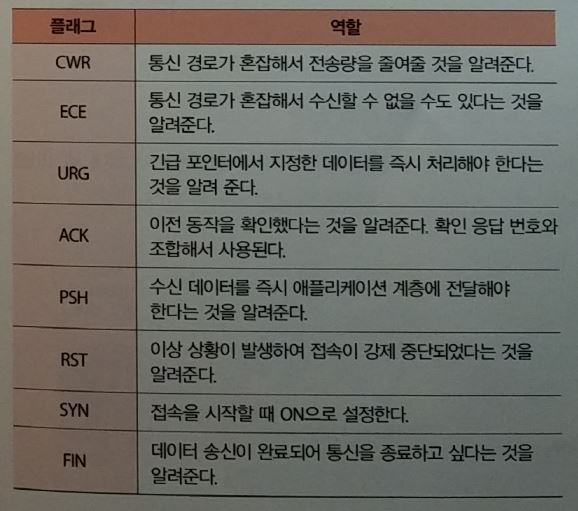 플래그 역할
CWR 통신 경로가 혼잡해서 전송량을 줄여줄 것을 알려준다.
ECE 통신 경로가 혼잡해서 수신할 수 없을 수도 있다는 것을
알려준다.
URG 긴급 포인터에서 지정한 데이터를 즉시 처리해야 한다는
것을 알려 준다.
ACK 이전 동작을 확인했다는 것을 알려준다. 확인 응답 번호와
조합해서 사용된다.
PSH 수신 데이터를 즉시 애플리케이션 계층에 전달해야
한다는 것을 알려준다.
RST 이상 상황이 발생하여 접속이 강제 중단되었다는 것을
알려준다.
SYN 접속을 시작할 때 ON으로 설정한다.
FIN 데이터 송신이 완료되어 통신을 종료하고 싶다는 것을
알려준다.